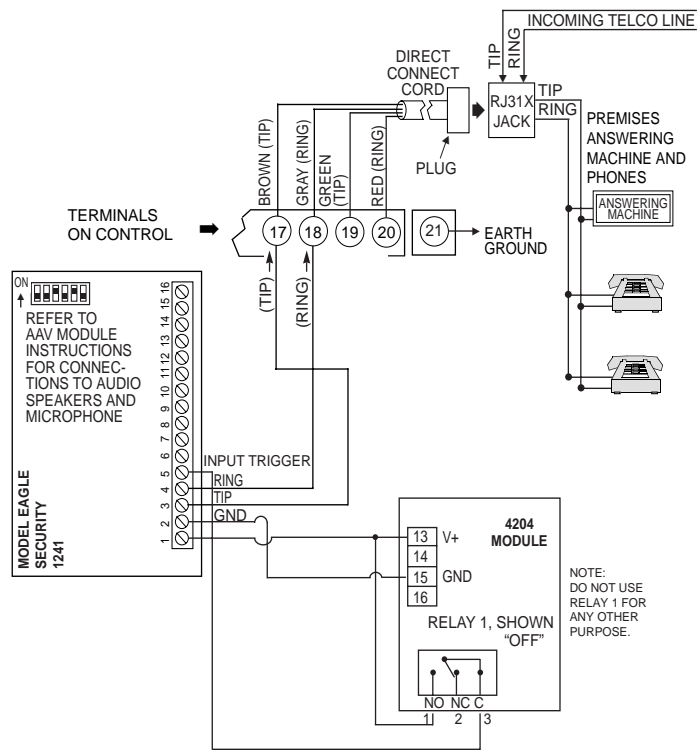 INCOMING TELCO LINE
TIP
RING
DIRECT
CONNECT
CORD
RJ31X
JACK
TIP
RING
PLUG
PREMISES
ANSWERING
MACHINE AND
PHONES
ANSWERING
MACHINE
BROWN (TIP)
GRAY (RING)
GREEN
(TIP)
RED (RING)
TERMINALS
ON CONTROL
17
18
19
20
21
EARTH
GROUND
(TIP)
(RING)
ON
REFER TO
AAV MODULE
INSTRUCTIONS
FOR CONNEC-
TIONS TO AUDIO
SPEAKERS AND
MICROPHONE
MODEL EAGLE
SECURITY
1241
16
15
14
13
12
11
10
9
8
7
6
5
4
3
2
1
INPUT TRIGGER
RING
TIP
GND
4204
MODULE
13 V+
14
15 GND
16
RELAY 1, SHOWN
“OFF”
NO NC C
1 2 3
NOTE:
DO NOT USE
RELAY 1 FOR
ANY OTHER
PURPOSE.